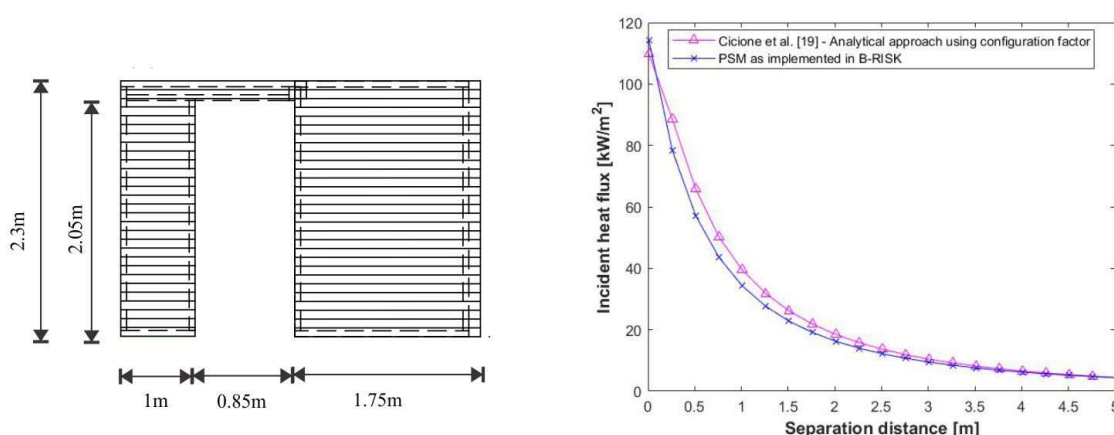 2.3m
2.05m
1m
0.85m
1.75m
120
100
80
60
40
20
0
Incident heat flux [kW/m²]
Cicione et al. [19] - Analytical approach using configuration factor
PSM as implemented in B-RISK
0 0.5 1 1.5 2 2.5 3 3.5 4 4.5 5
Separation distance [m]